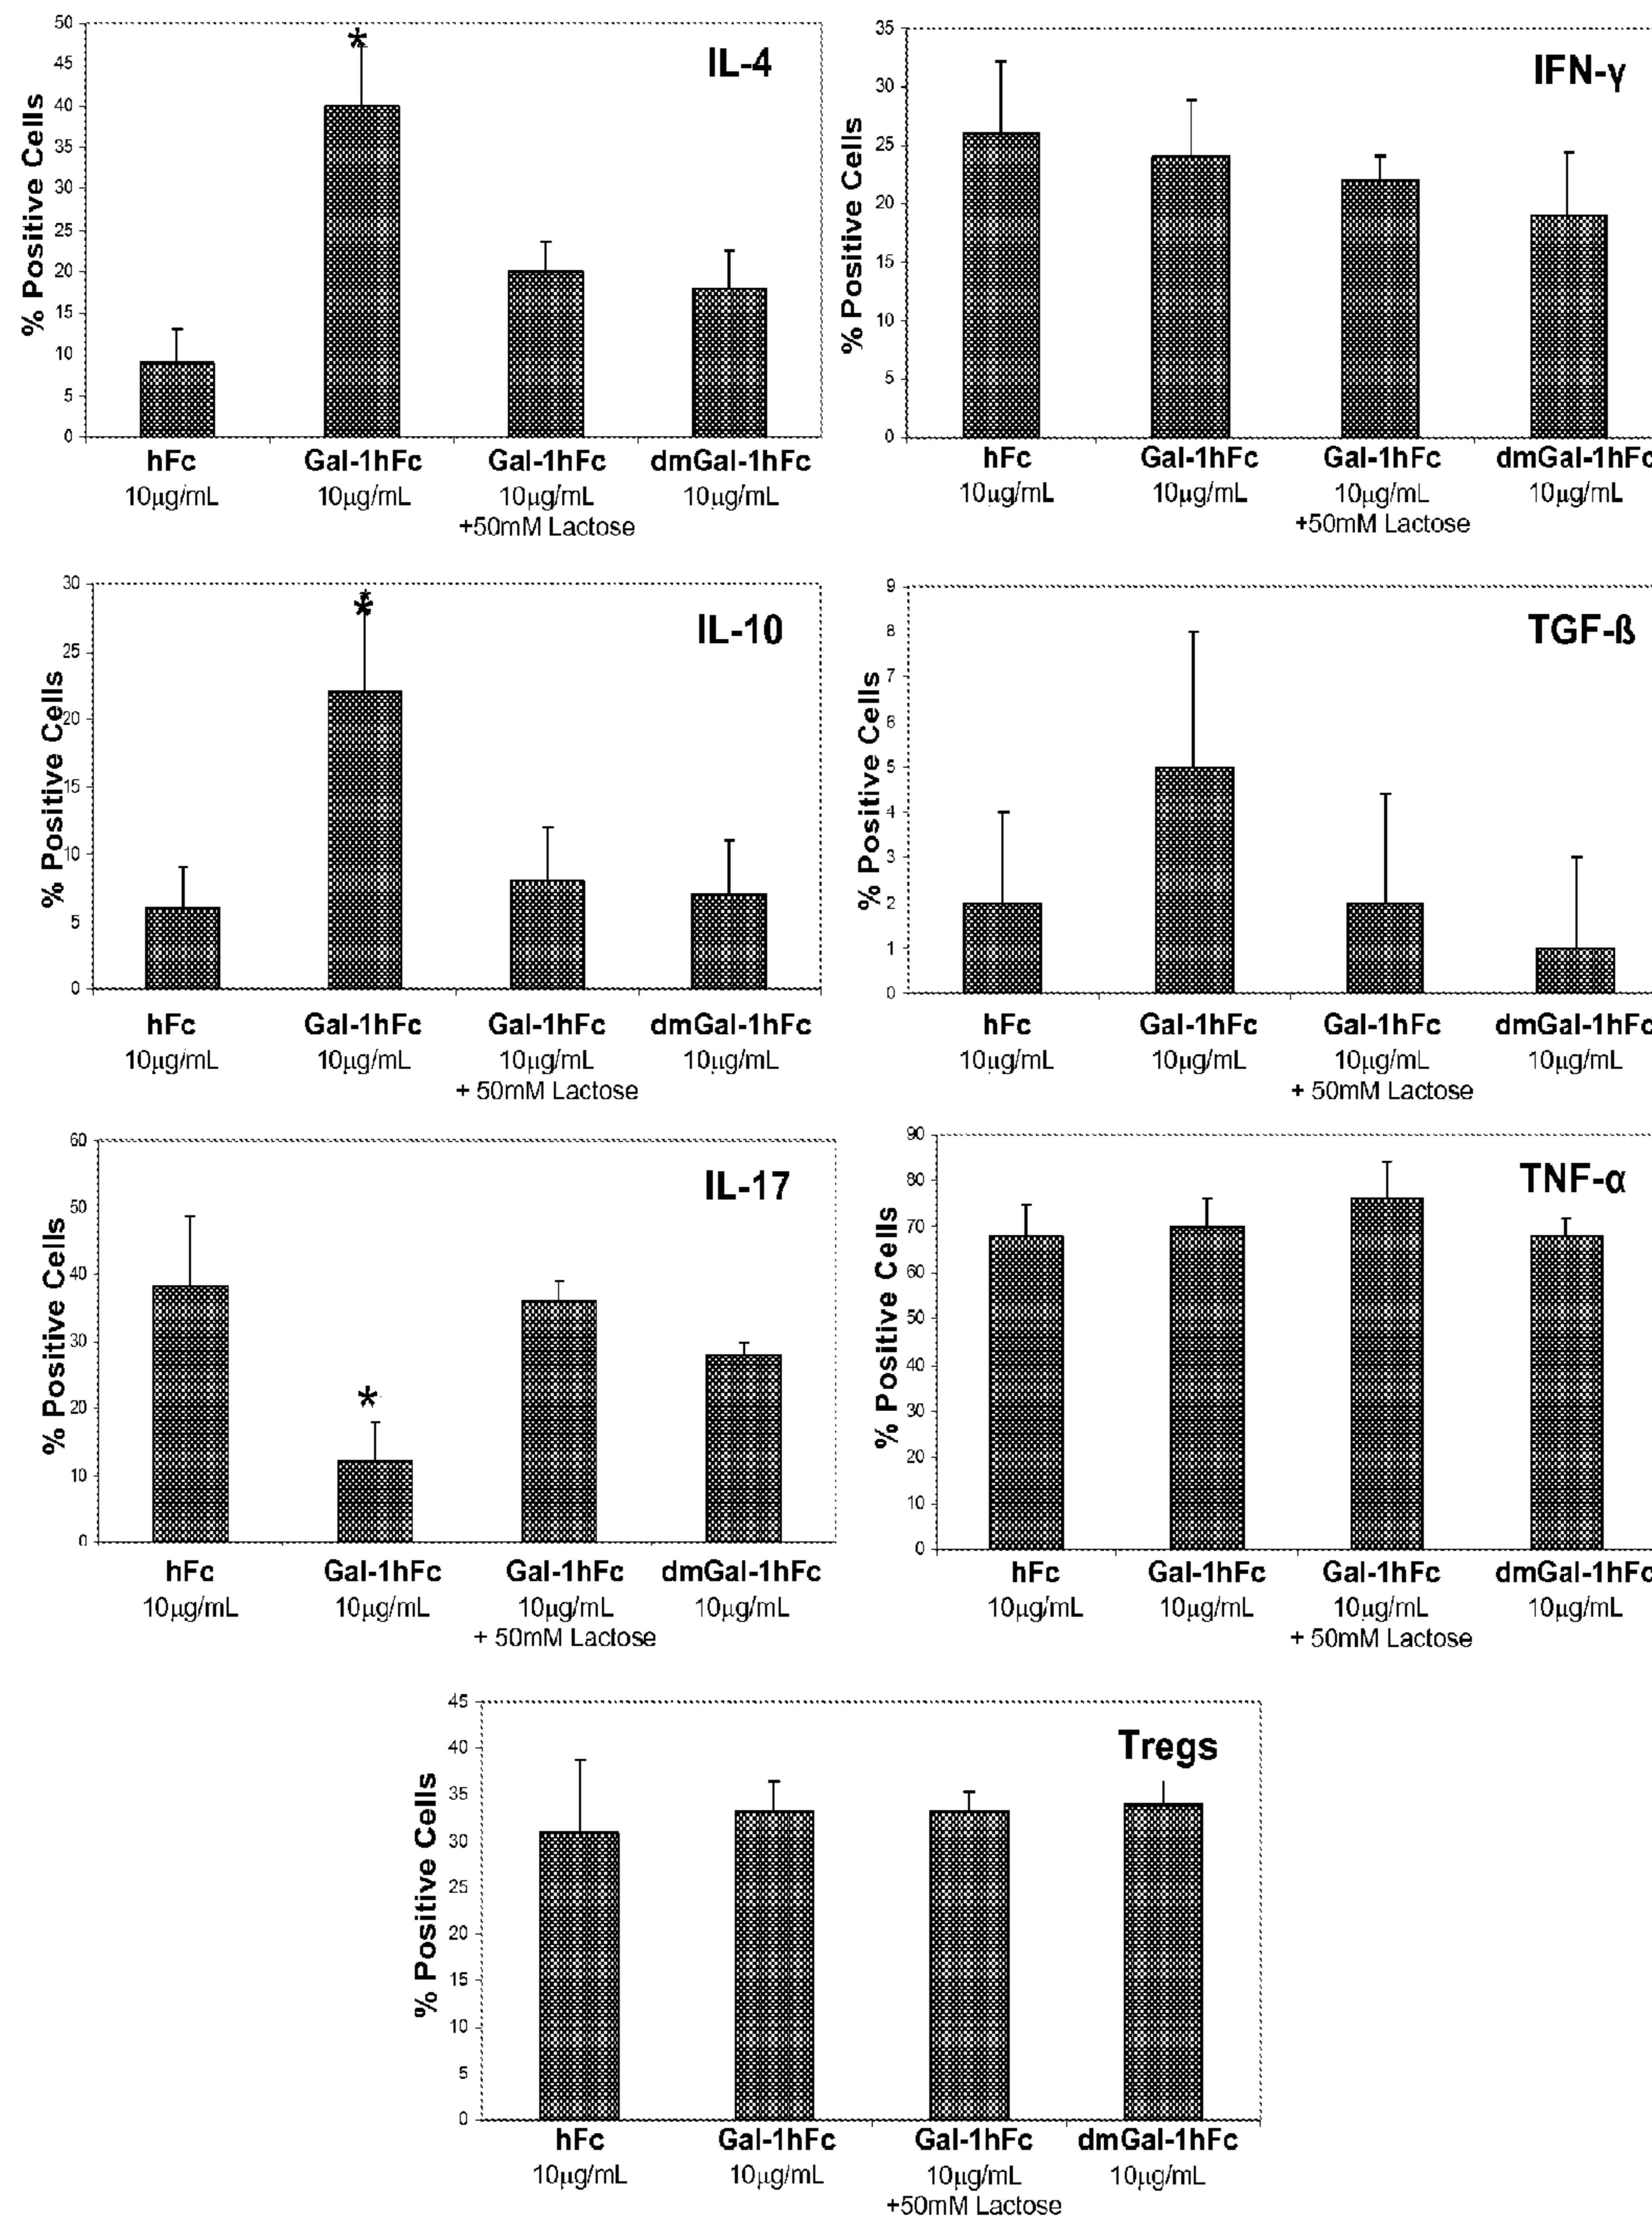 IL-4
% Positive Cells
50
45
40
35
30
25
20
15
10
5
0
*
hFc Gal-1hFc Gal-1hFc dmGal-1hFc
10μg/mL 10μg/mL 10μg/mL 10μg/mL
+50mM Lactose
IFN-γ
% Positive Cells
35
30
25
20
15
10
5
0
hFc Gal-1hFc Gal-1hFc dmGal-1hFc
10μg/mL 10μg/mL 10μg/mL 10μg/mL
+50mM Lactose
IL-10
% Positive Cells
30
25
20
15
10
5
0
*
hFc Gal-1hFc Gal-1hFc dmGal-1hFc
10μg/mL 10μg/mL 10μg/mL 10μg/mL
+ 50mM Lactose
TGF-ß
% Positive Cells
9
8
7
6
5
4
3
2
1
0
hFc Gal-1hFc Gal-1hFc dmGal-1hFc
10μg/mL 10μg/mL 10μg/mL 10μg/mL
+ 50mM Lactose
IL-17
% Positive Cells
60
50
40
30
20
10
0
*
hFc Gal-1hFc Gal-1hFc dmGal-1hFc
10μg/mL 10μg/mL 10μg/mL 10μg/mL
+ 50mM Lactose
TNF-α
% Positive Cells
90
80
70
60
50
40
30
20
10
0
hFc Gal-1hFc Gal-1hFc dmGal-1hFc
10μg/mL 10μg/mL 10μg/mL 10μg/mL
+ 50mM Lactose
Tregs
% Positive Cells
45
40
35
30
25
20
15
10
5
0
hFc Gal-1hFc Gal-1hFc dmGal-1hFc
10μg/mL 10μg/mL 10μg/mL 10μg/mL
+50mM Lactose